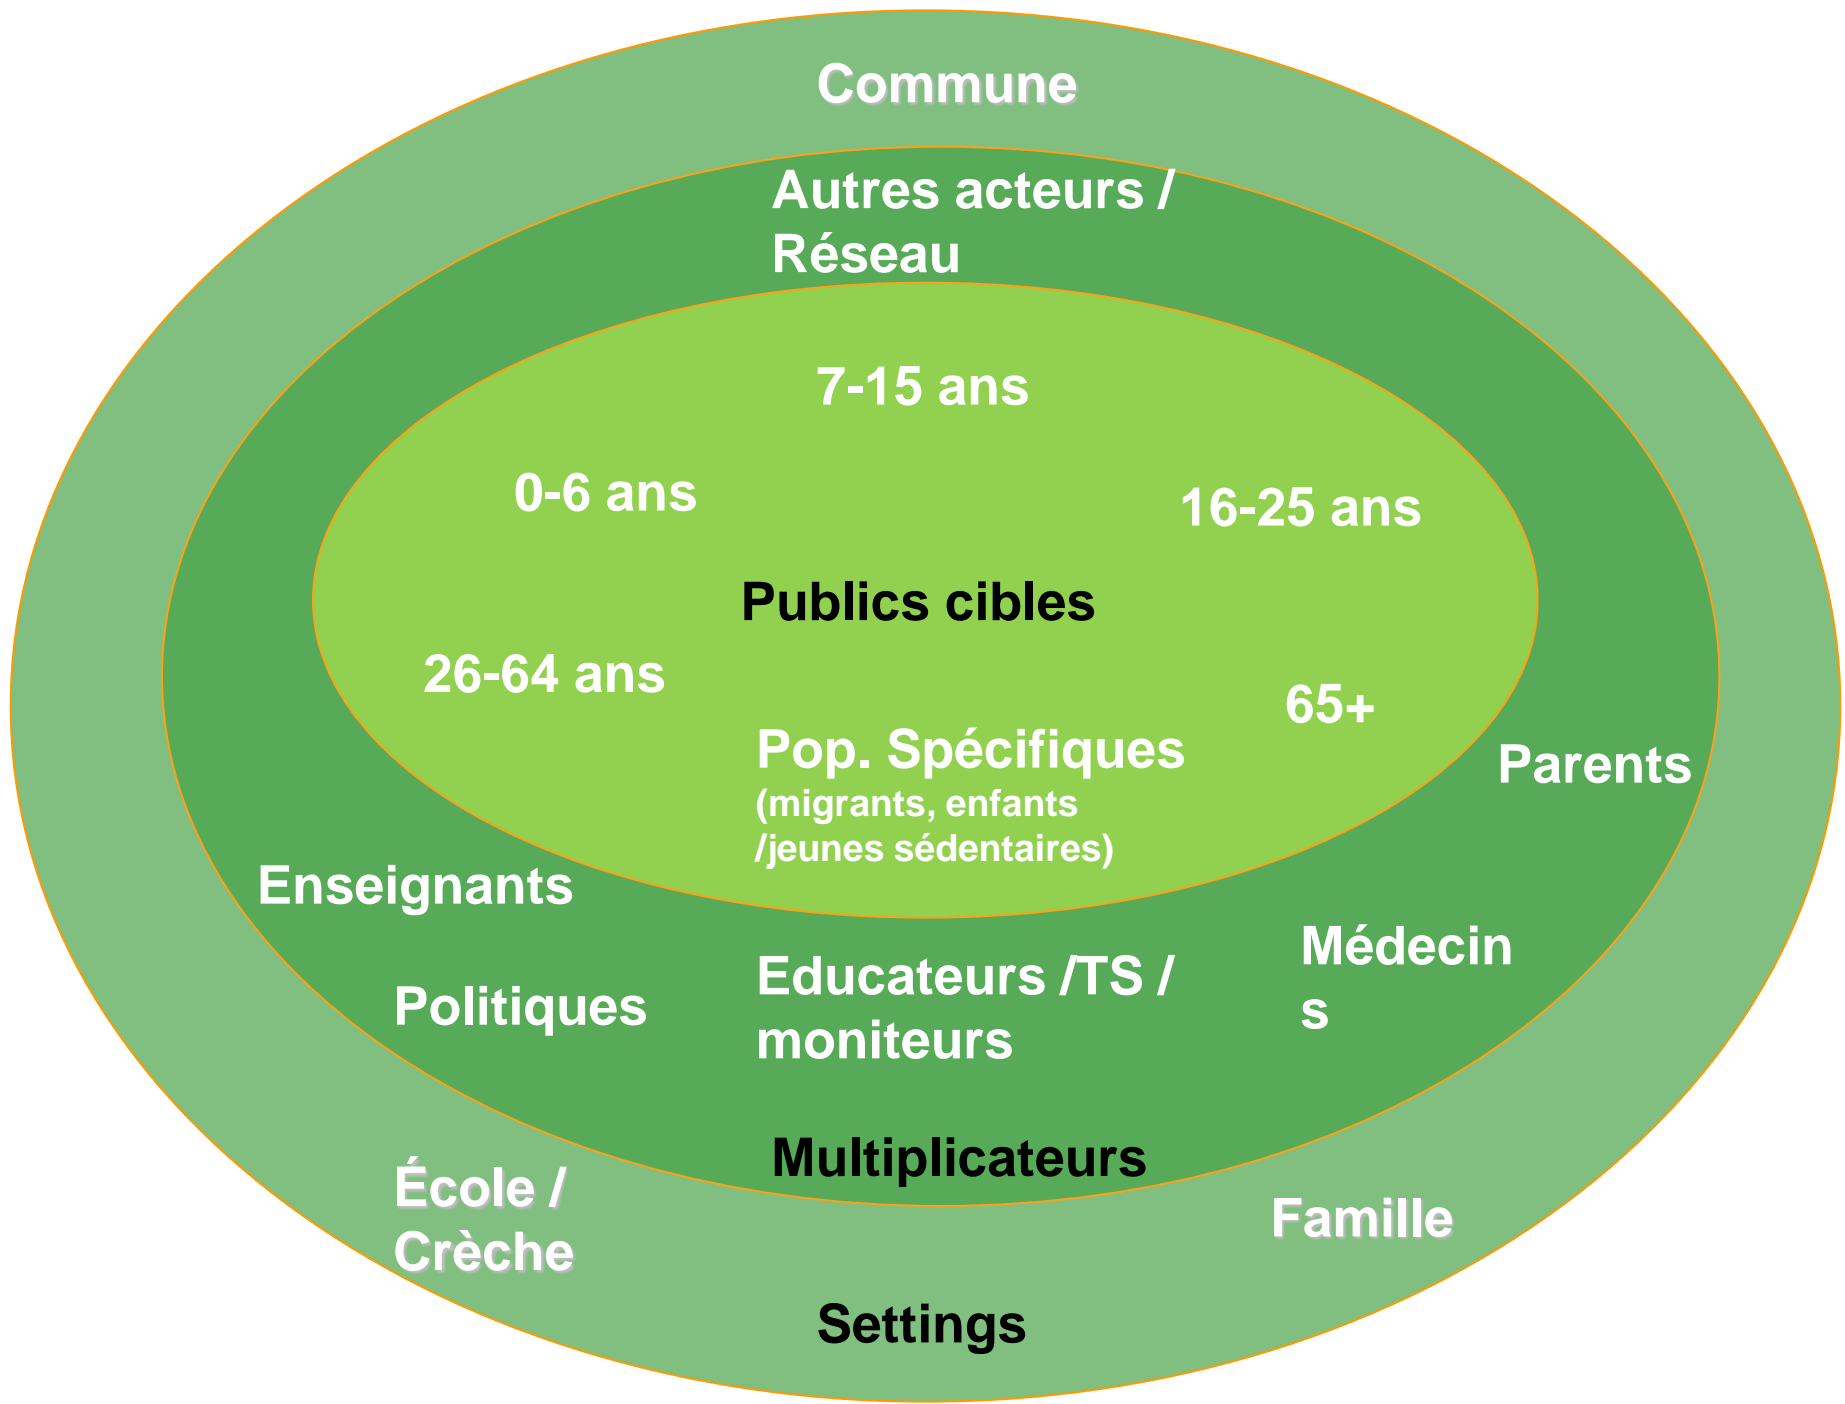 Commune
Autres acteurs /
Réseau
7-15 ans
0-6 ans
16-25 ans
Publics cibles
26-64 ans
65+
Pop. Spécifiques
(migrants, enfants
/jeunes sédentaires)
Parents
Enseignants
Médecin
s
Educateurs /TS /
moniteurs
Politiques
Multiplicateurs
École /
Crèche
Famille
Settings